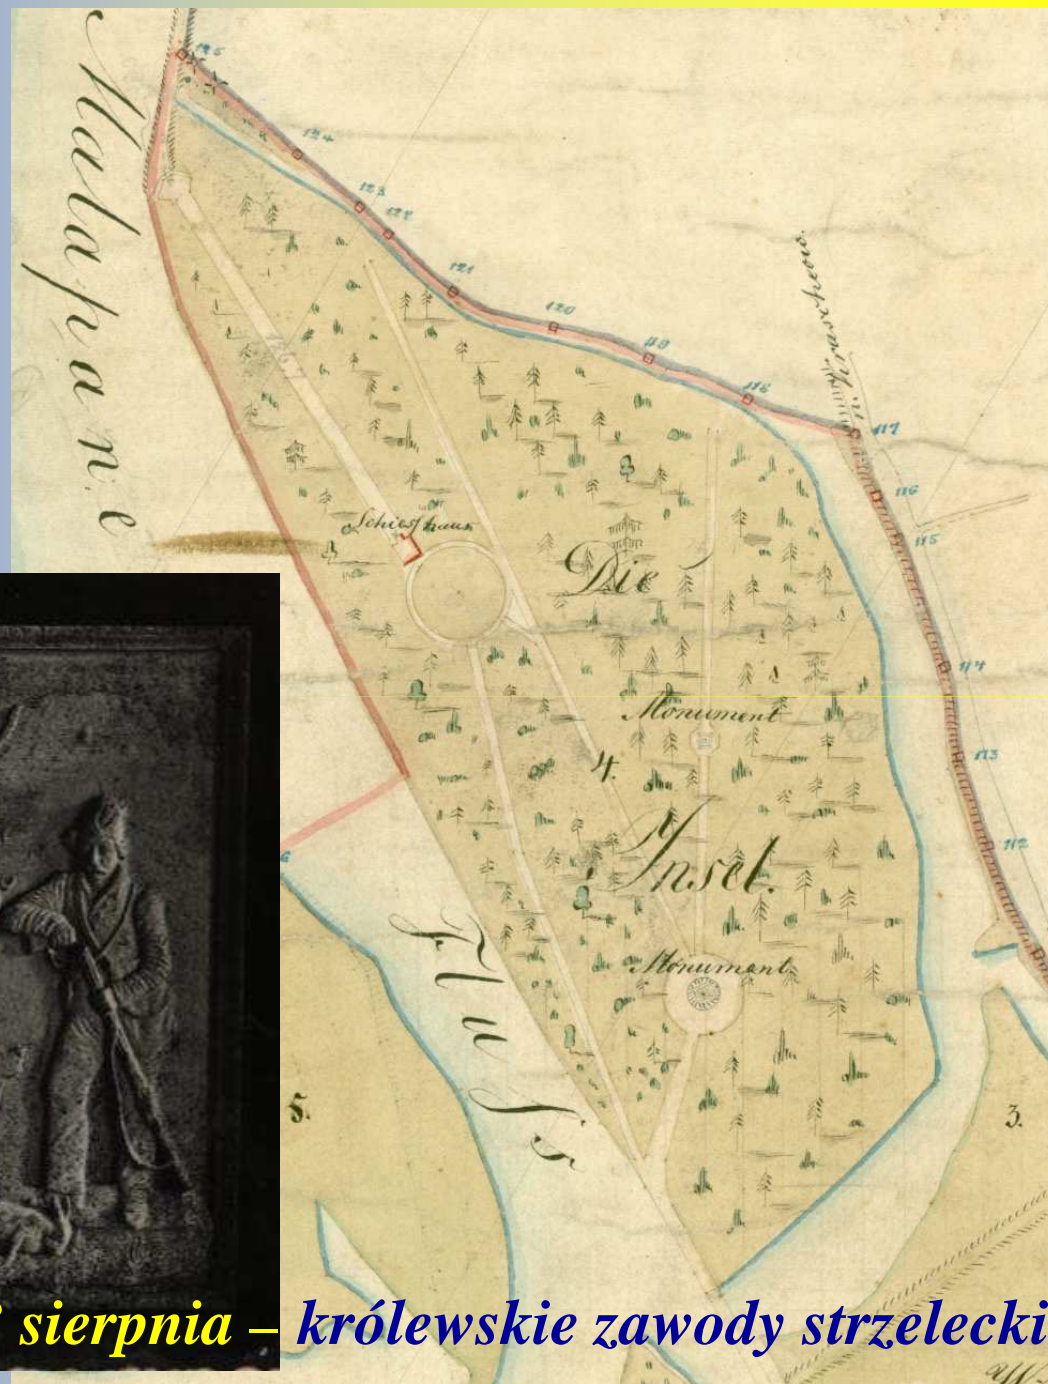 Malapane
125
124
123
122
121
120
119
118
117
116
115
114
113
112
Schiesshaus
Die
Monument
4.
Insel.
Monument
Fluss
5.
3.
sierpnia – królewskie zawody strzelecki